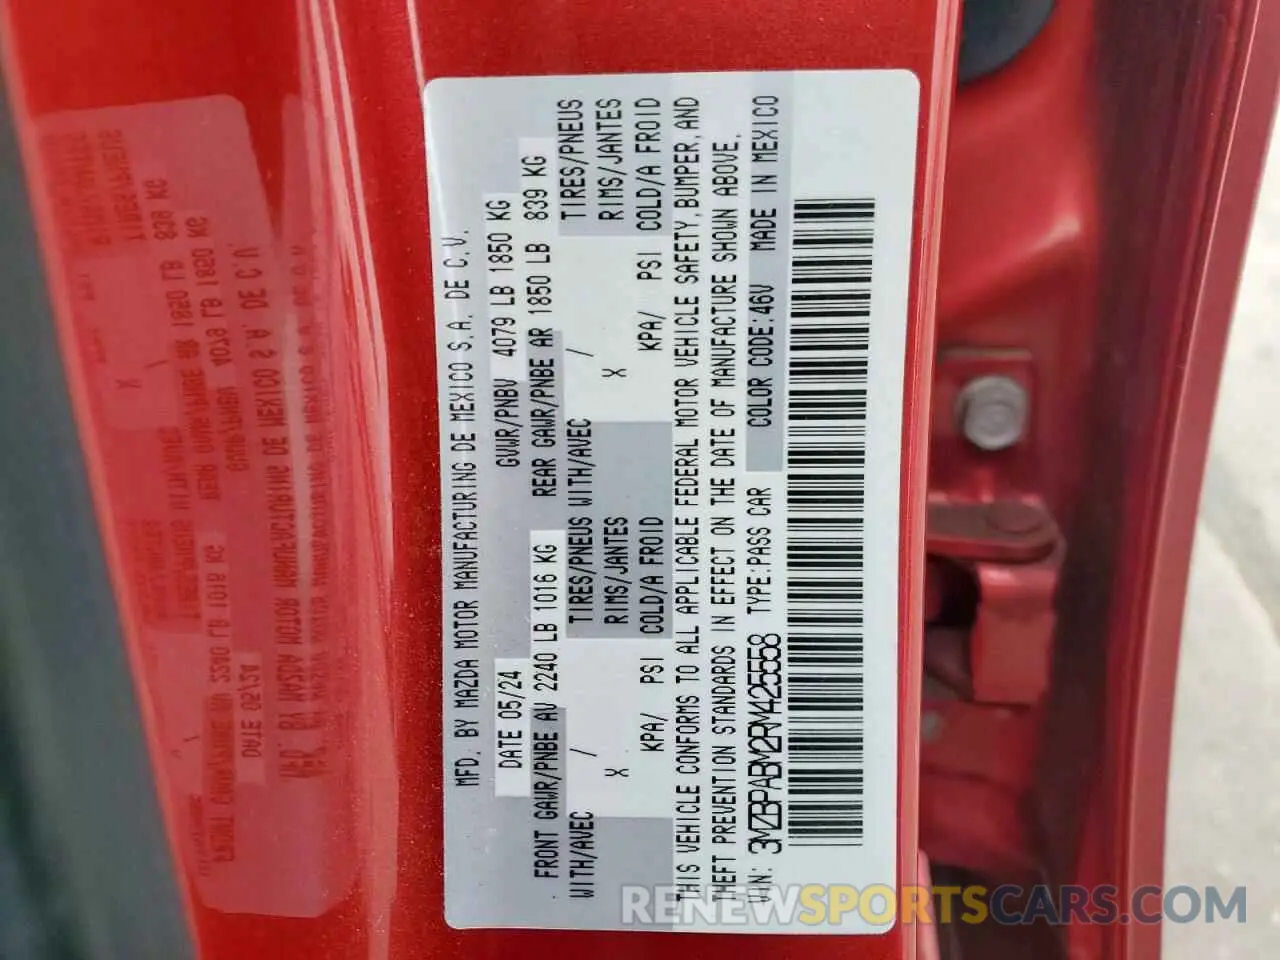 MFD. BY MAZDA MOTOR MANUFACTURING DE MEXICO S.A. DE C.V.
DATE 05/24 GVWR/PNBV 4079 LB 1850 KG
FRONT GAWR/PNBE AV 2240 LB 1016 KG REAR GAWR/PNBE AR 1850 LB 839 KG
WITH/AVEC / TIRES/PNEUS WITH/AVEC / TIRES/PNEUS
X RIMS/JANTES X RIMS/JANTES
KPA/ PSI COLD/A FROID KPA/ PSI COLD/A FROID
THIS VEHICLE CONFORMS TO ALL APPLICABLE FEDERAL MOTOR VEHICLE SAFETY, BUMPER, AND
THEFT PREVENTION STANDARDS IN EFFECT ON THE DATE OF MANUFACTURE SHOWN ABOVE.
VIN: 3MZBPABM2RM425558 TYPE:PASS CAR COLOR CODE:46V MADE IN MEXICO
RENEWSPORTSCARS.COM